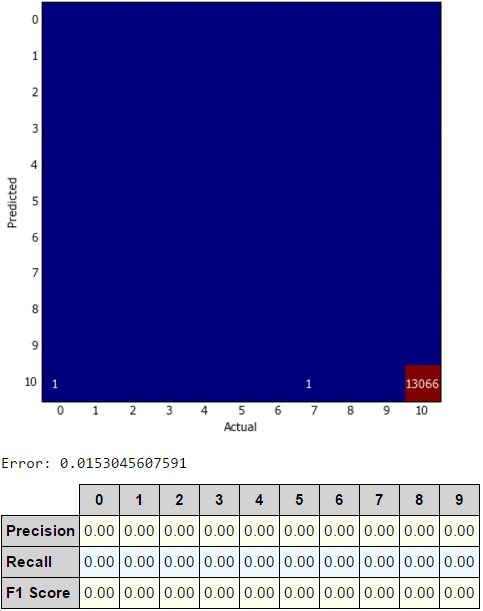 0
1
2
3
4
5
6
7
8
9
10 1 1 13066
Predicted
0 1 2 3 4 5 6 7 8 9 10
Actual
Error: 0.0153045607591
0 1 2 3 4 5 6 7 8 9
Precision 0.00 0.00 0.00 0.00 0.00 0.00 0.00 0.00 0.00 0.00
Recall 0.00 0.00 0.00 0.00 0.00 0.00 0.00 0.00 0.00 0.00
F1 Score 0.00 0.00 0.00 0.00 0.00 0.00 0.00 0.00 0.00 0.00